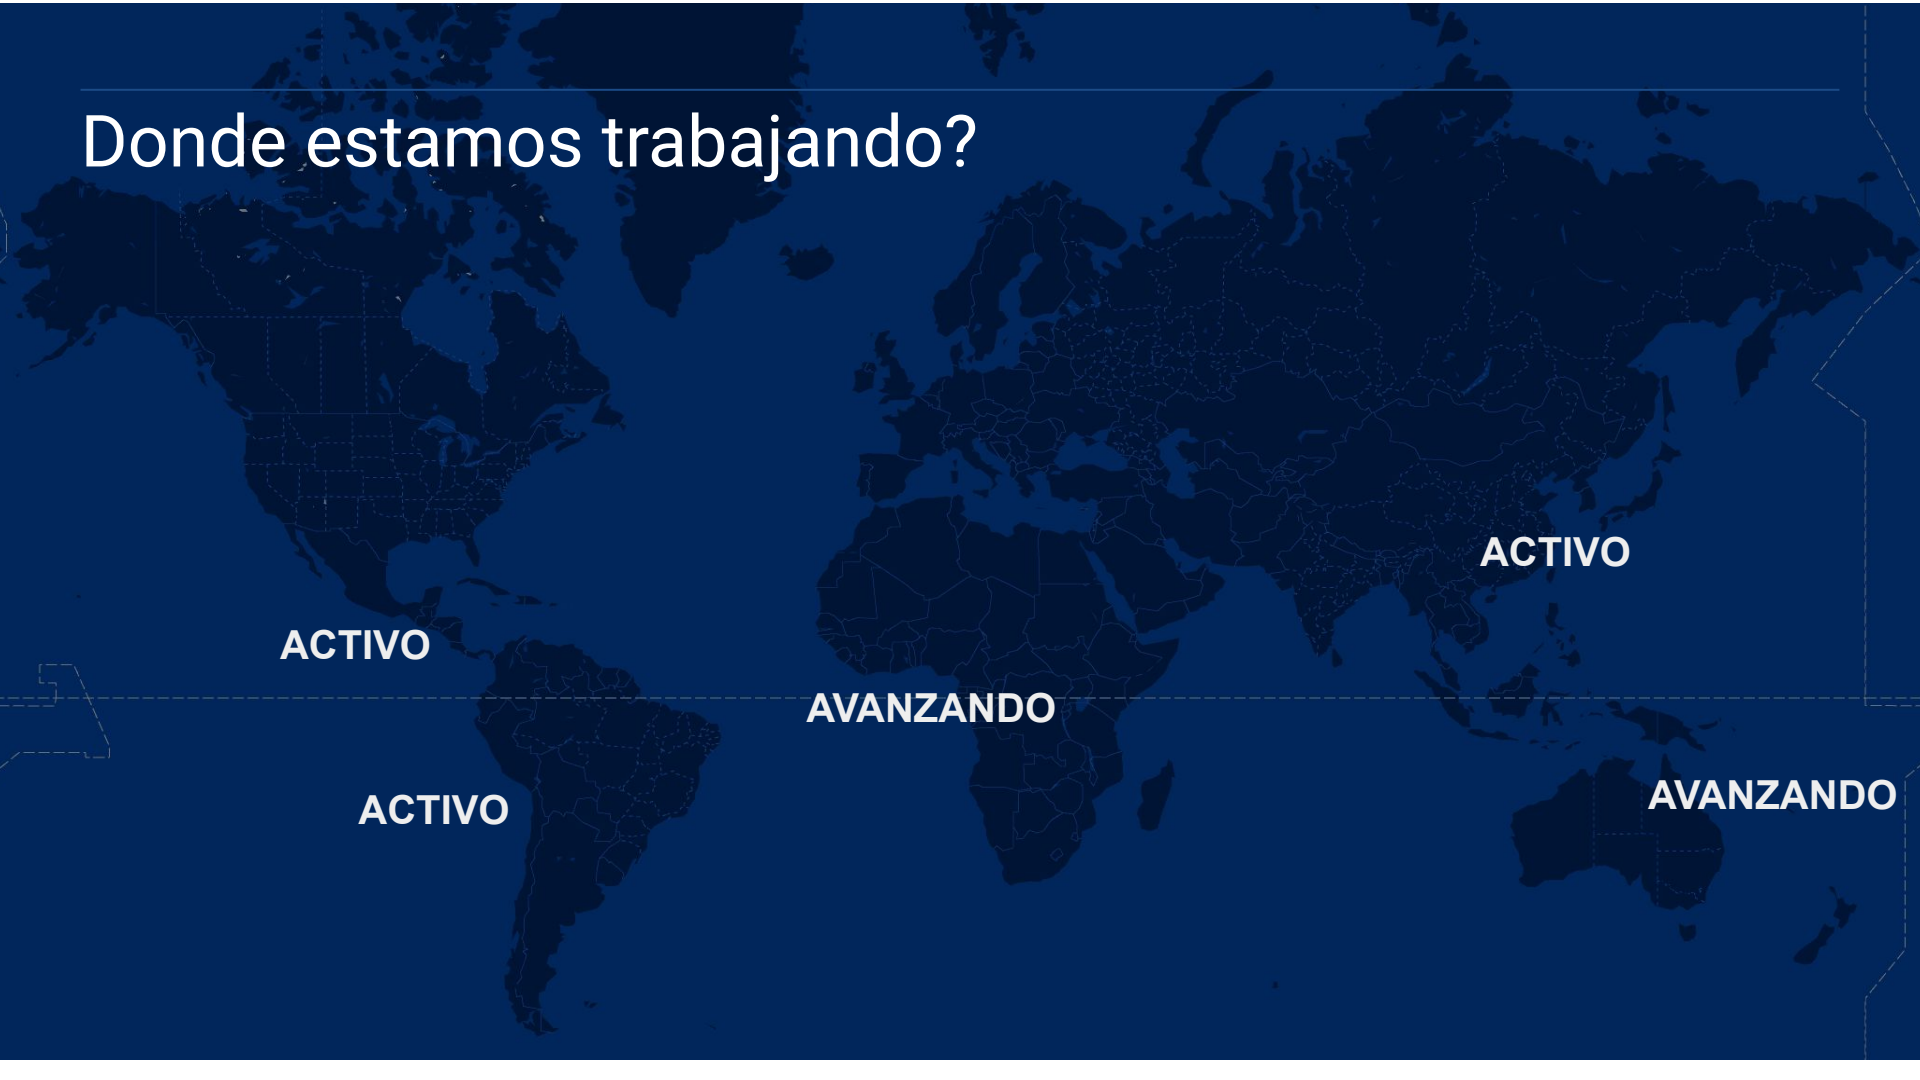 Donde estamos trabajando?
ACTIVO
ACTIVO
AVANZANDO
AVANZANDO
ACTIVO